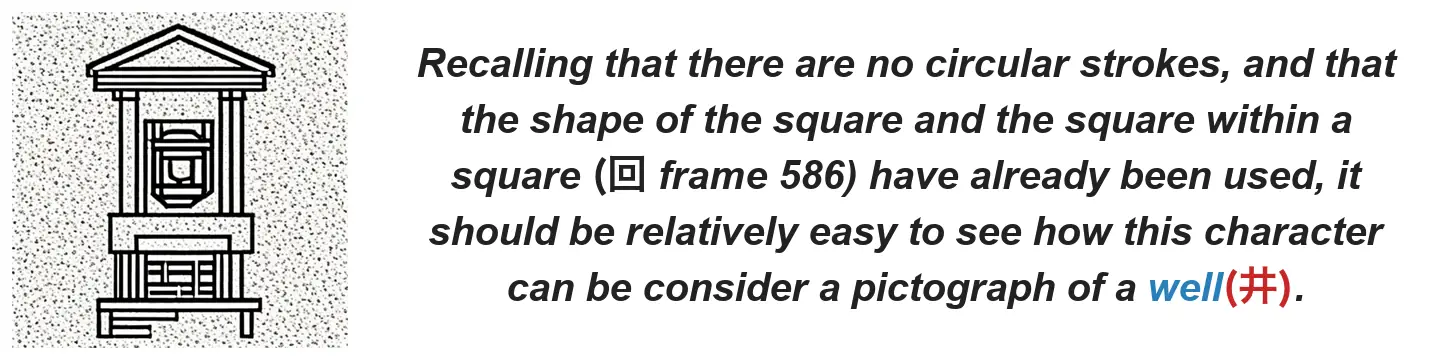 Recalling that there are no circular strokes, and that
the shape of the square and the square within a
square (回 frame 586) have already been used, it
should be relatively easy to see how this character
can be consider a pictograph of a well(井).